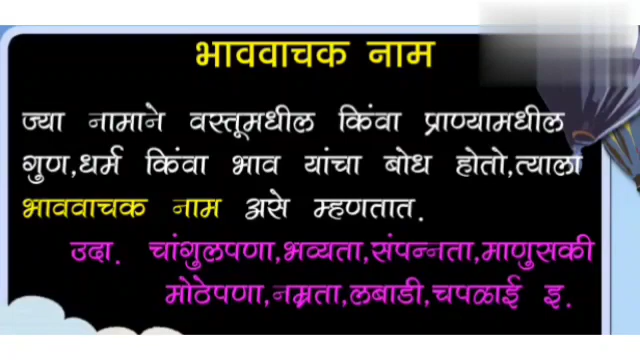 भाववाचक नाम
ज्या नामाने वस्तूमधील किंवा प्राण्यामधील
गुण,धर्म किंवा भाव यांचा बोध होतो,त्याला
भाववाचक नाम असे म्हणतात.
उदा. चांगुलपणा,भव्यता,संपन्नता,माणुसकी
मोठेपणा,नम्रता,लबाडी,चपळाई इ.